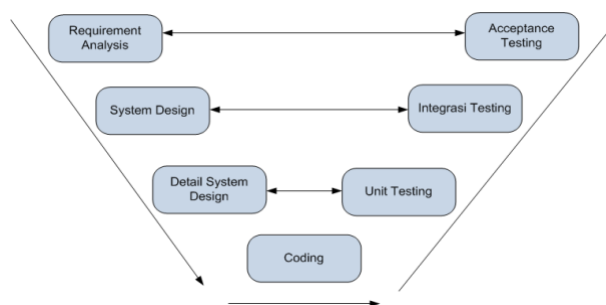 Requirement
Analysis
Acceptance
Testing
System Design
Integrasi Testing
Detail System
Design
Unit Testing
Coding